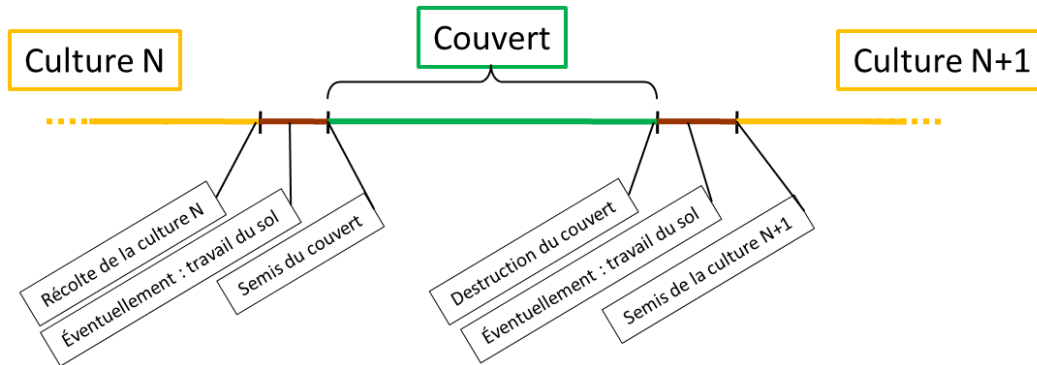 Culture N
Couvert
Culture N+1
Récolte de la culture N
Éventuellement : travail du sol
Semis du couvert
Destruction du couvert
Éventuellement : travail du sol
Semis de la culture N+1